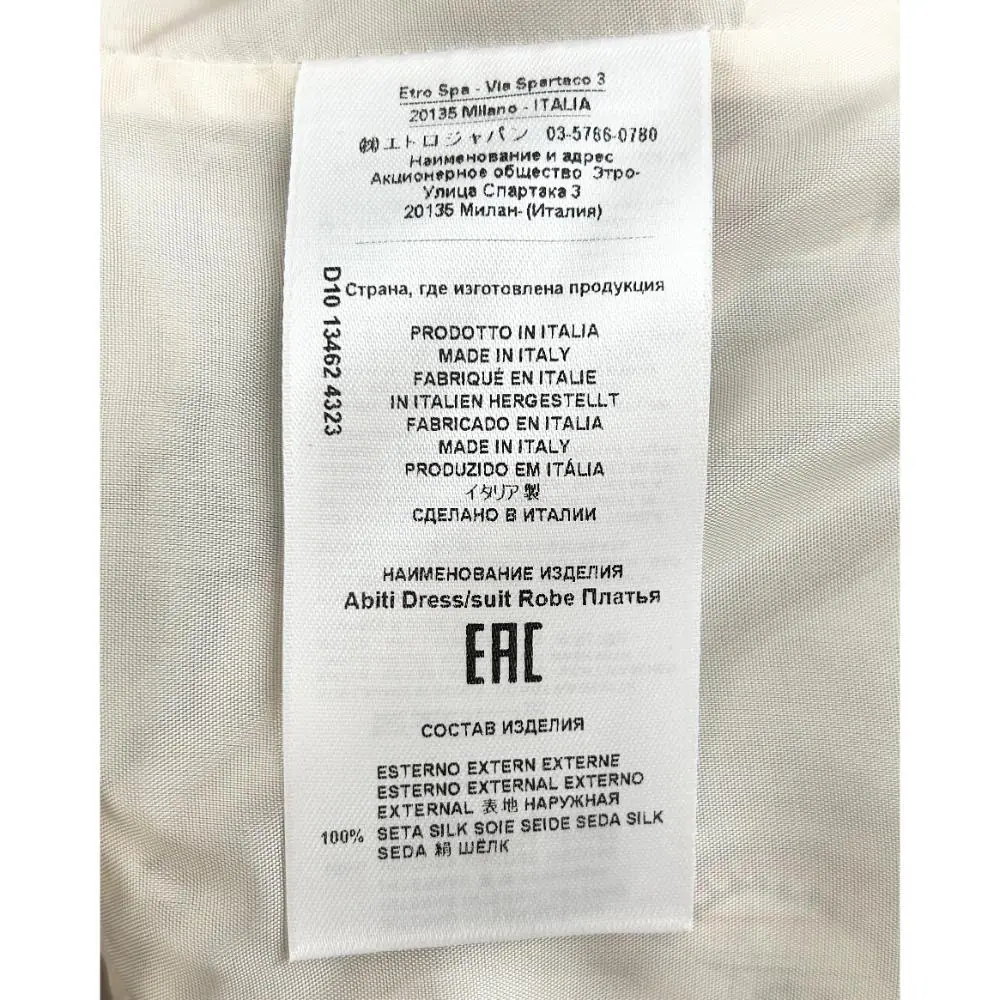 Etro Spa - Via Spartaco 3
20135 Milano - ITALIA
㈱エトロジャパン 03-5766-0780
Наименование и адрес
Акционерное общество Этро-
Улица Спартака 3
20135 Милан- (Италия)
D10 13462 4323
Страна, где изготовлена продукция
PRODOTTO IN ITALIA
MADE IN ITALY
FABRIQUÉ EN ITALIE
IN ITALIEN HERGESTELLT
FABRICADO EN ITALIA
MADE IN ITALY
PRODUZIDO EM ITÁLIA
イタリア製
СДЕЛАНО В ИТАЛИИ
НАИМЕНОВАНИЕ ИЗДЕЛИЯ
Abiti Dress/suit Robe Платья
EAC
СОСТАВ ИЗДЕЛИЯ
ESTERNO EXTERN EXTERNE
ESTERNO EXTERNAL EXTERNO
EXTERNAL 表地 НАРУЖНАЯ
100% SETA SILK SOIE SEIDE SEDA SILK
SEDA 絹 ШЁЛК